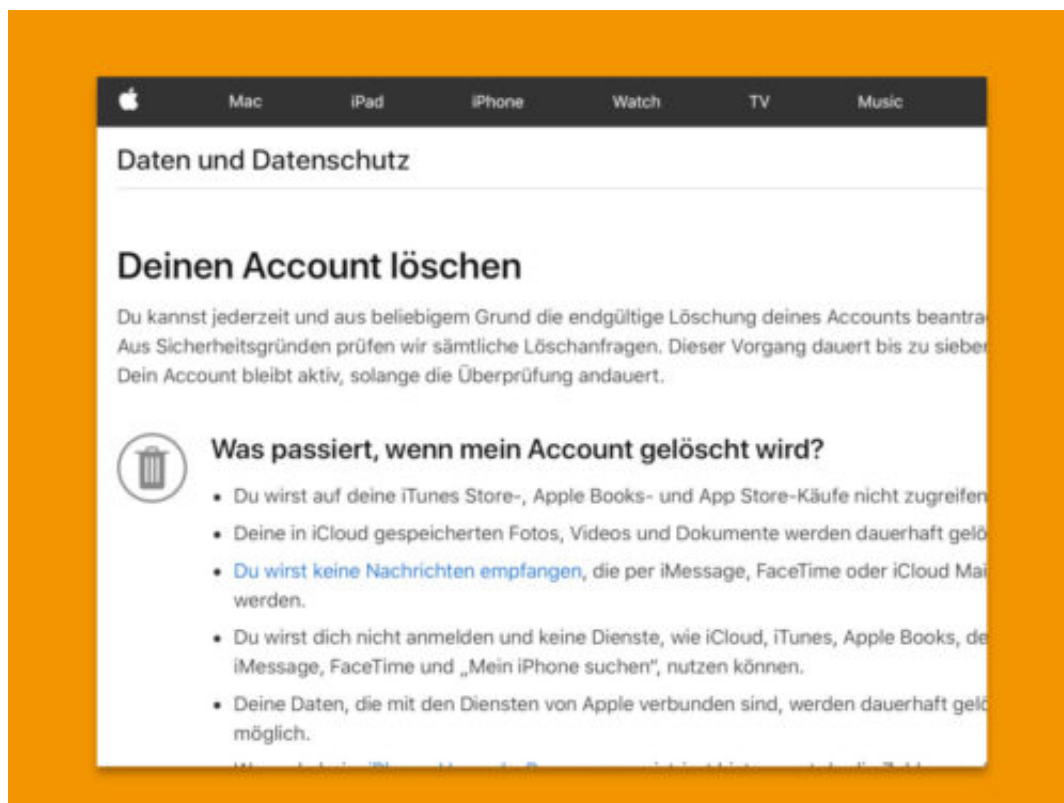 Mac iPad iPhone Watch TV Music
Daten und Datenschutz
Deinen Account löschen
Du kannst jederzeit und aus beliebigem Grund die endgültige Löschung deines Accounts
Aus Sicherheitsgründen prüfen wir sämtliche Löschanfragen. Dieser Vorgang dauert bis zu
Dein Account bleibt aktiv, solange die Überprüfung andauert.
Was passiert, wenn mein Account gelöscht wird?
• Du wirst auf deine iTunes Store-, Apple Books- und App Store-Käufe nicht zugreifen
• Deine in iCloud gespeicherten Fotos, Videos und Dokumente werden dauerhaft
• Du wirst keine Nachrichten empfangen, die per iMessage, FaceTime oder iCloud
werden.
• Du wirst dich nicht anmelden und keine Dienste, wie iCloud, iTunes, Apple Books,
iMessage, FaceTime und „Mein iPhone suchen“, nutzen können.
• Deine Daten, die mit den Diensten von Apple verbunden sind, werden dauerhaft
möglich.